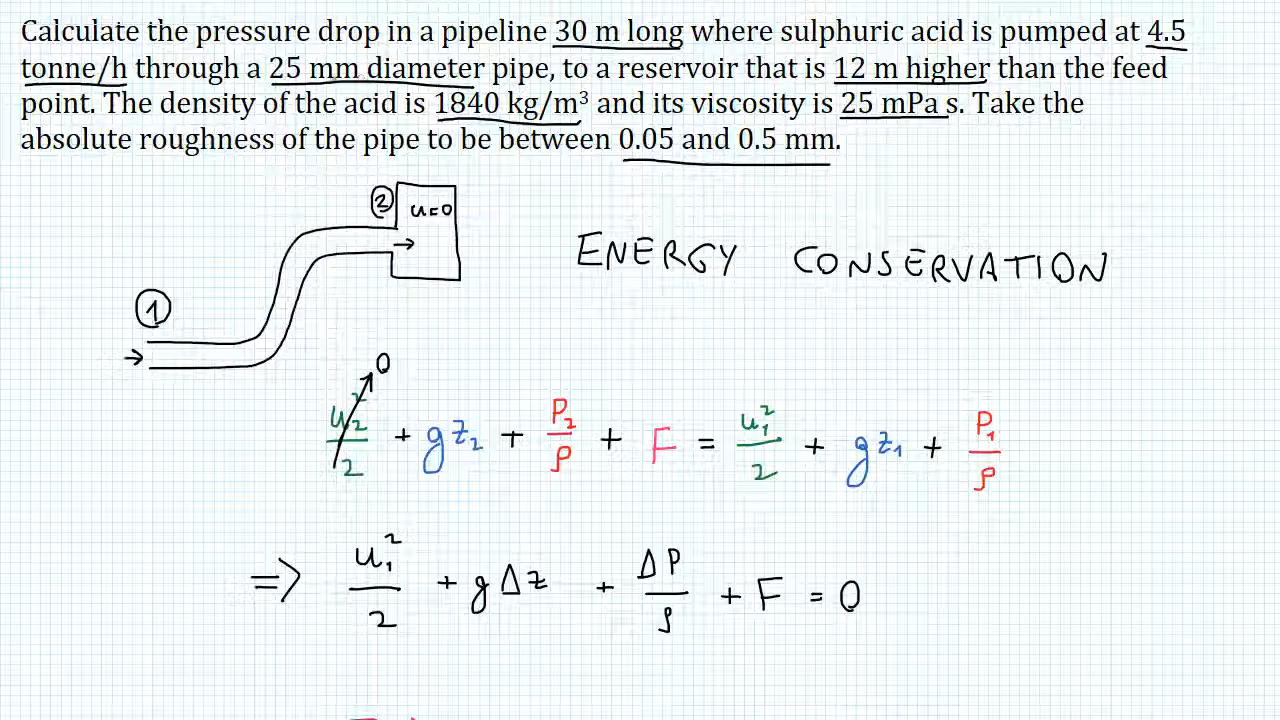 Calculate the pressure drop in a pipeline 30 m long where sulphuric acid is pumped at 4.5
tonne/h through a 25 mm diameter pipe, to a reservoir that is 12 m higher than the feed
point. The density of the acid is 1840 kg/m³ and its viscosity is 25 mPa s. Take the
absolute roughness of the pipe to be between 0.05 and 0.5 mm.
② u=0
ENERGY CONSERVATION
①
0
u₂²/2 + gz₂ + P₂/ρ + F = u₁²/2 + gz₁ + P₁/ρ
=> u₁²/2 + gΔz + ΔP/ρ + F = 0